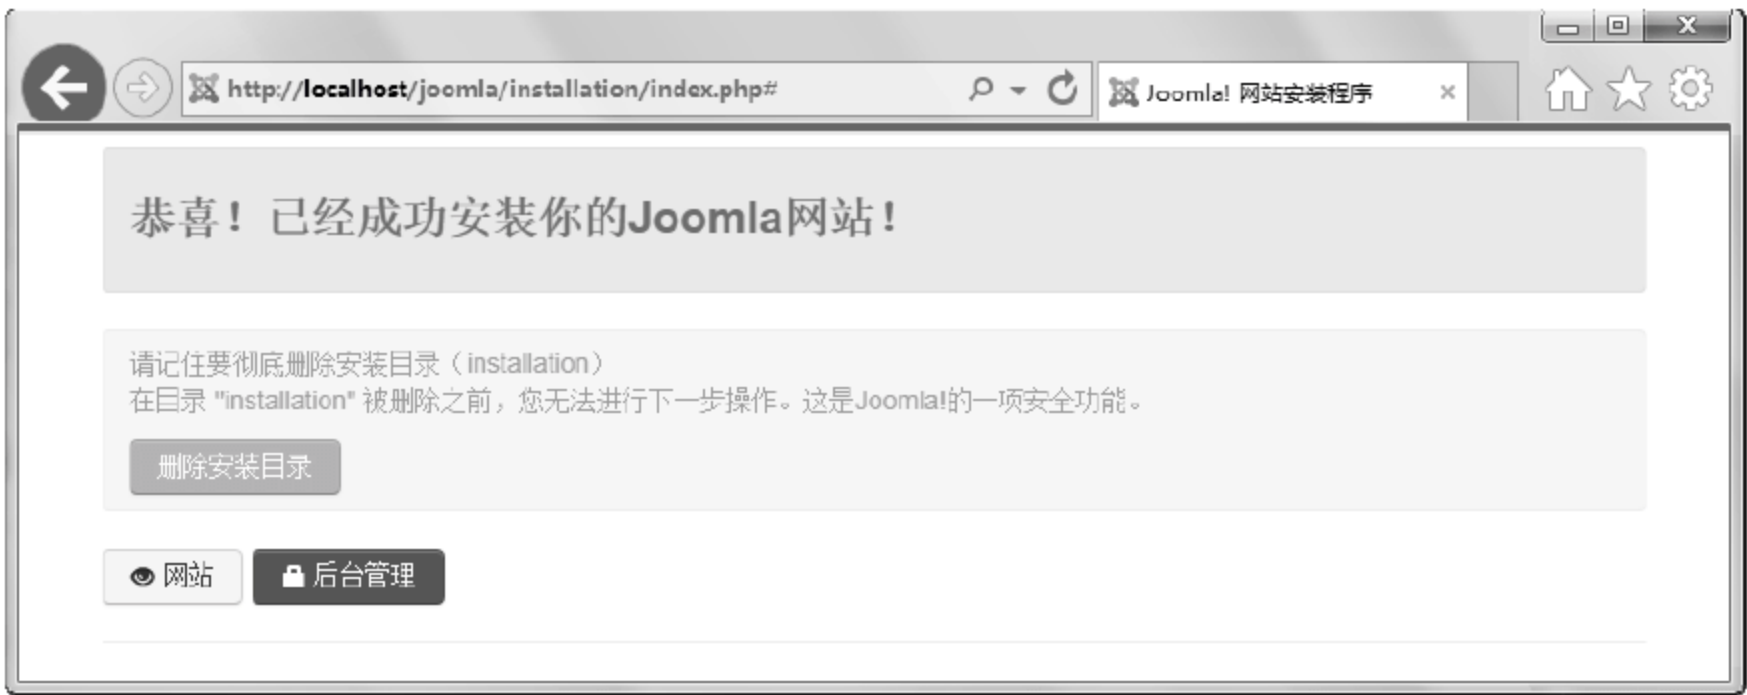 http://localhost/joomla/installation/index.php#
Joomla! 网站安装程序
恭喜！已经成功安装你的Joomla网站！
请记住要彻底删除安装目录（installation）
在目录 "installation" 被删除之前，您无法进行下一步操作。这是Joomla!的一项安全功能。
删除安装目录
网站
后台管理